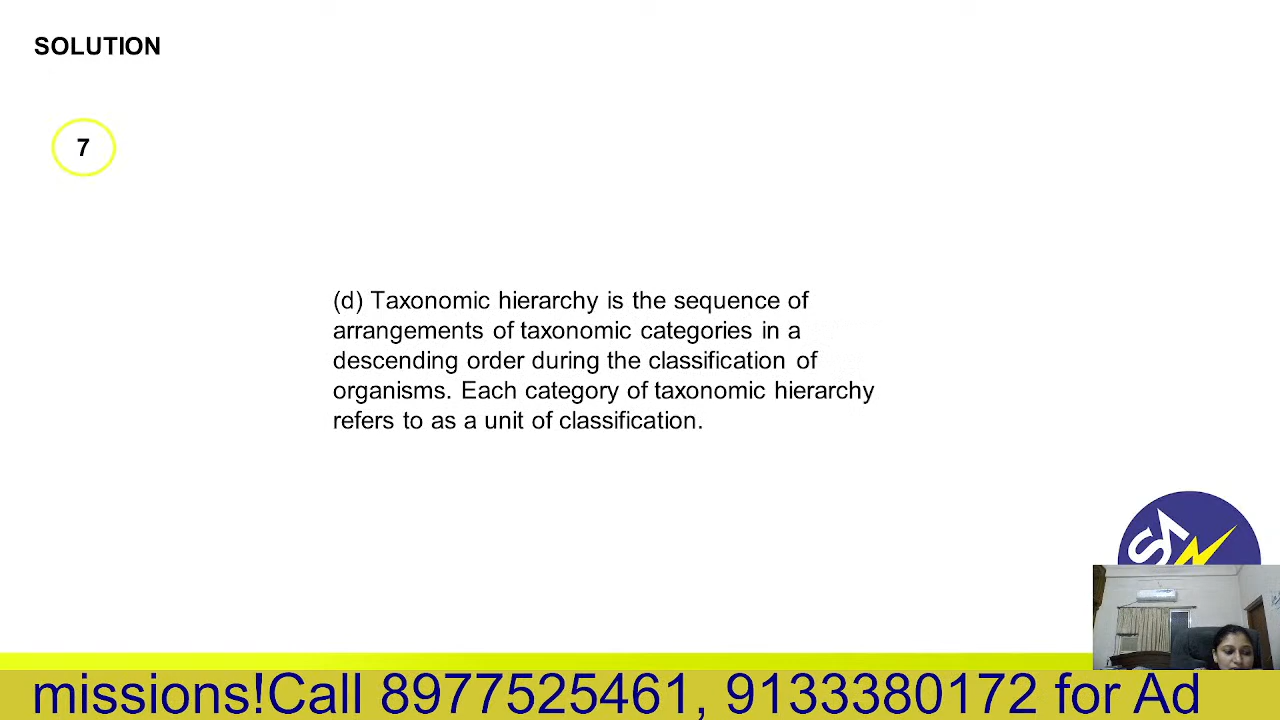 SOLUTION
7
(d) Taxonomic hierarchy is the sequence of
arrangements of taxonomic categories in a
descending order during the classification of
organisms. Each category of taxonomic hierarchy
refers to as a unit of classification.
missions!Call 8977525461, 9133380172 for Ad